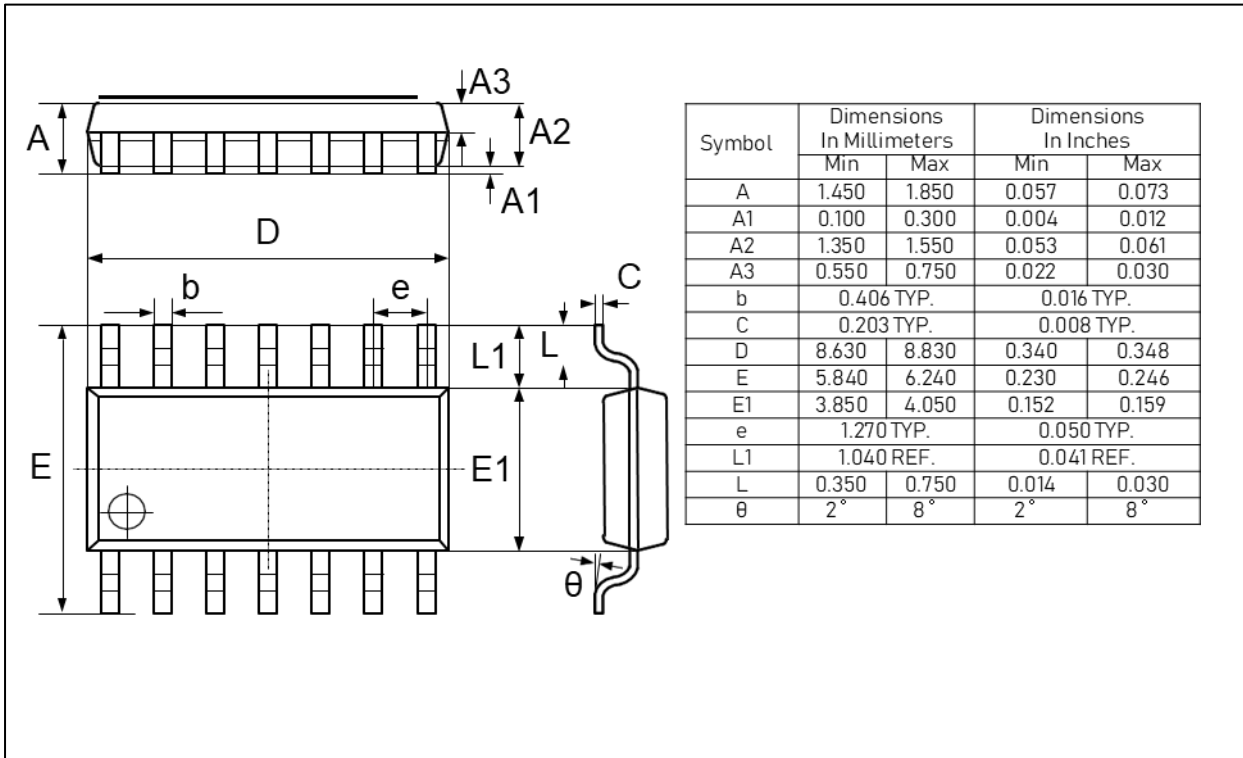 A3
A
A2
A1
D
b
e
C
L1
L
E
E1
θ
Symbol
Dimensions In Millimeters
Dimensions In Inches
Min Max Min Max
A 1.450 1.850 0.057 0.073
A1 0.100 0.300 0.004 0.012
A2 1.350 1.550 0.053 0.061
A3 0.550 0.750 0.022 0.030
b 0.406 TYP. 0.016 TYP.
C 0.203 TYP. 0.008 TYP.
D 8.630 8.830 0.340 0.348
E 5.840 6.240 0.230 0.246
E1 3.850 4.050 0.152 0.159
e 1.270 TYP. 0.050 TYP.
L1 1.040 REF. 0.041 REF.
L 0.350 0.750 0.014 0.030
θ 2° 8° 2° 8°